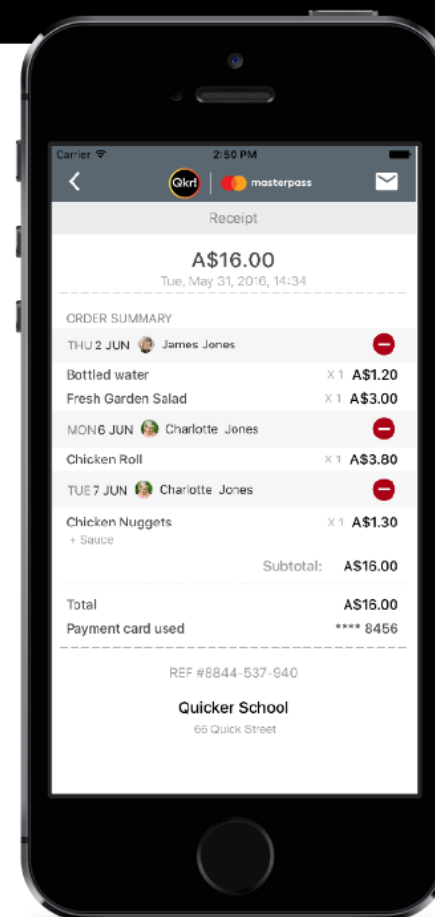 Carrier 2:50 PM
Qkr! masterpass
Receipt
A$16.00
Tue, May 31, 2016, 14:34
ORDER SUMMARY
THU 2 JUN James Jones
Bottled water X 1 A$1.20
Fresh Garden Salad X 1 A$3.00
MON 6 JUN Charlotte Jones
Chicken Roll X 1 A$3.80
TUE 7 JUN Charlotte Jones
Chicken Nuggets X 1 A$1.30
+ Sauce
Subtotal: A$16.00
Total A$16.00
Payment card used **** 8456
REF #8844-537-940
Quicker School
66 Quick Street